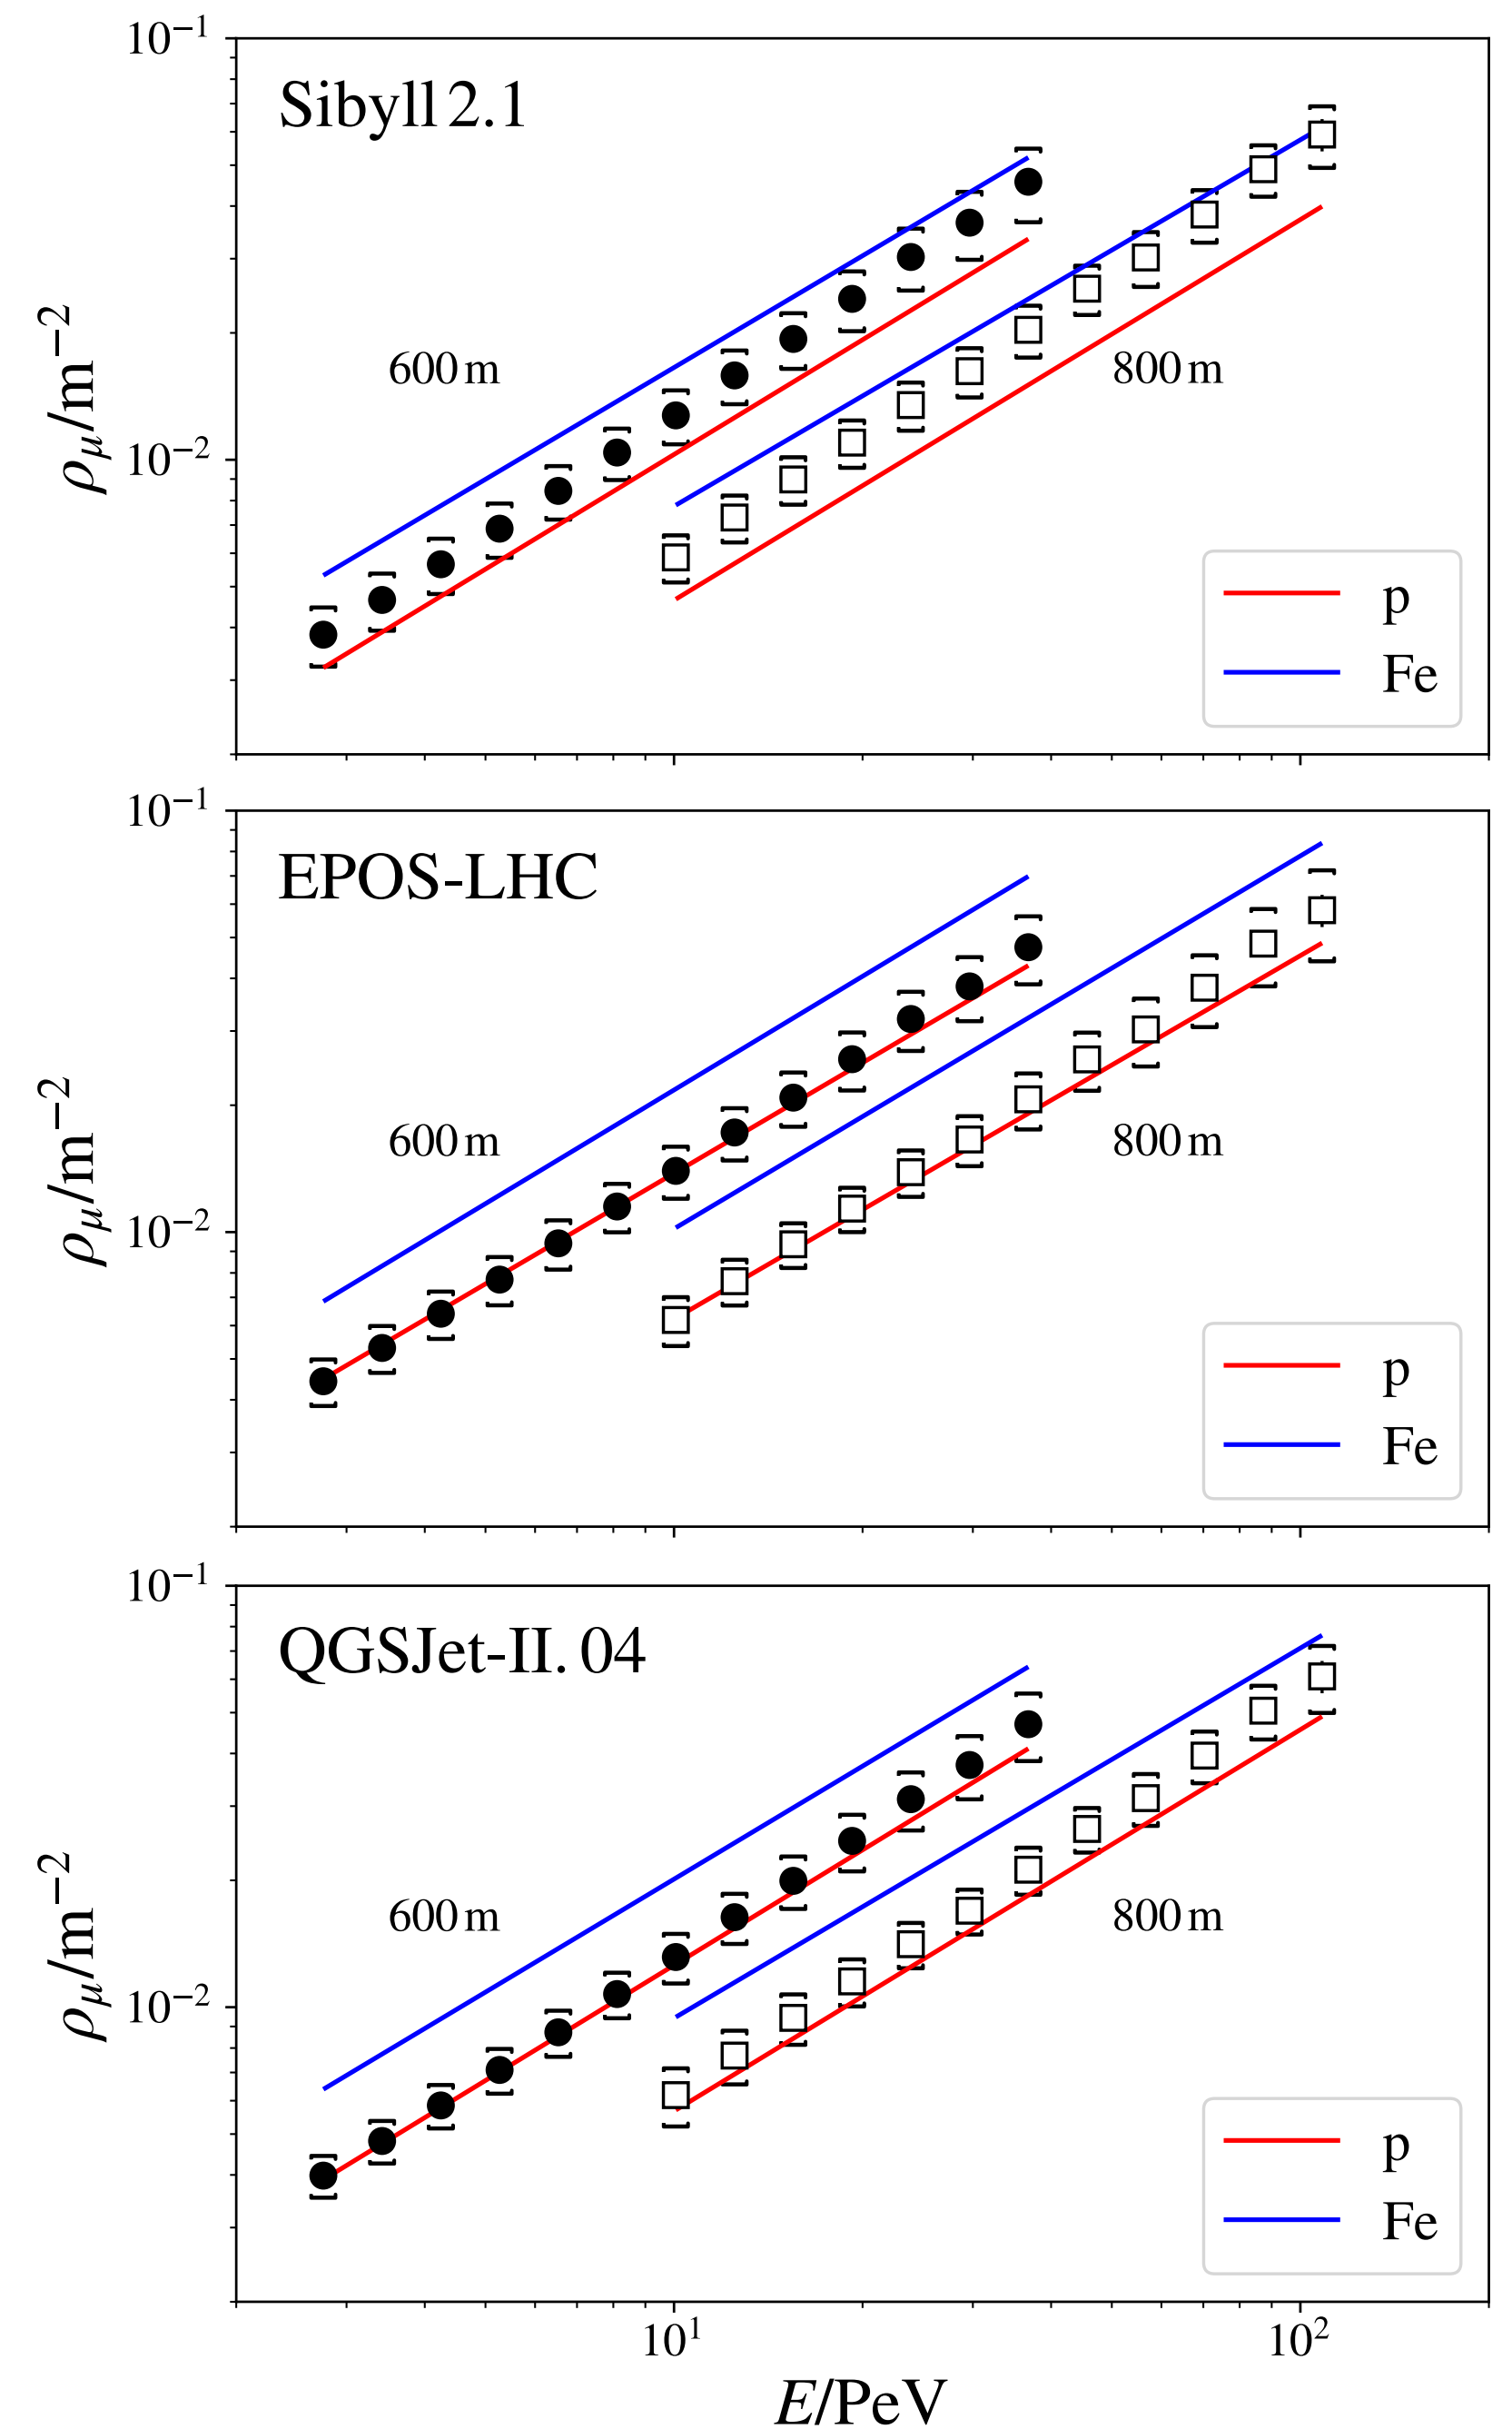 10⁻¹
Sibyll 2.1
600 m
800 m
10⁻²
ρμ/m⁻²
p
Fe
10⁻¹
EPOS-LHC
600 m
800 m
10⁻²
ρμ/m⁻²
p
Fe
10⁻¹
QGSJet-II. 04
600 m
800 m
10⁻²
ρμ/m⁻²
p
Fe
10¹ 10²
E/PeV